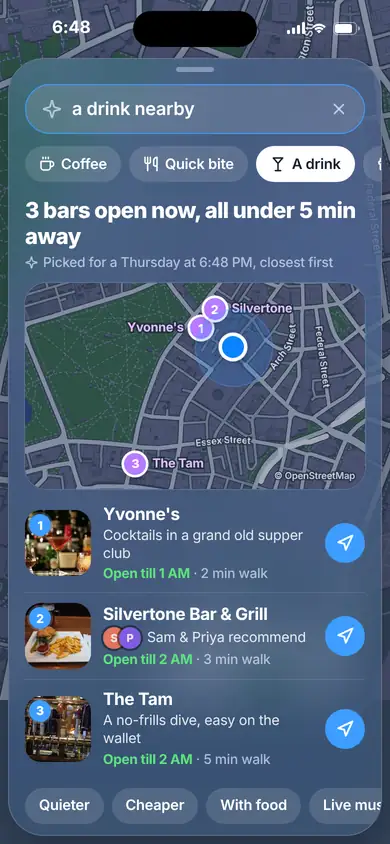 6:48
a drink nearby
Coffee
Quick bite
A drink
3 bars open now, all under 5 min
away
Picked for a Thursday at 6:48 PM, closest first
2 Silvertone
Yvonne's 1
Arch Street
Federal Street
Federal Street
Essex Street
3 The Tam
© OpenStreetMap
1
Yvonne's
Cocktails in a grand old supper
club
Open till 1 AM · 2 min walk
2
Silvertone Bar & Grill
S P Sam & Priya recommend
Open till 2 AM · 3 min walk
3
The Tam
A no-frills dive, easy on the
wallet
Open till 2 AM · 5 min walk
Quieter
Cheaper
With food
Live mus